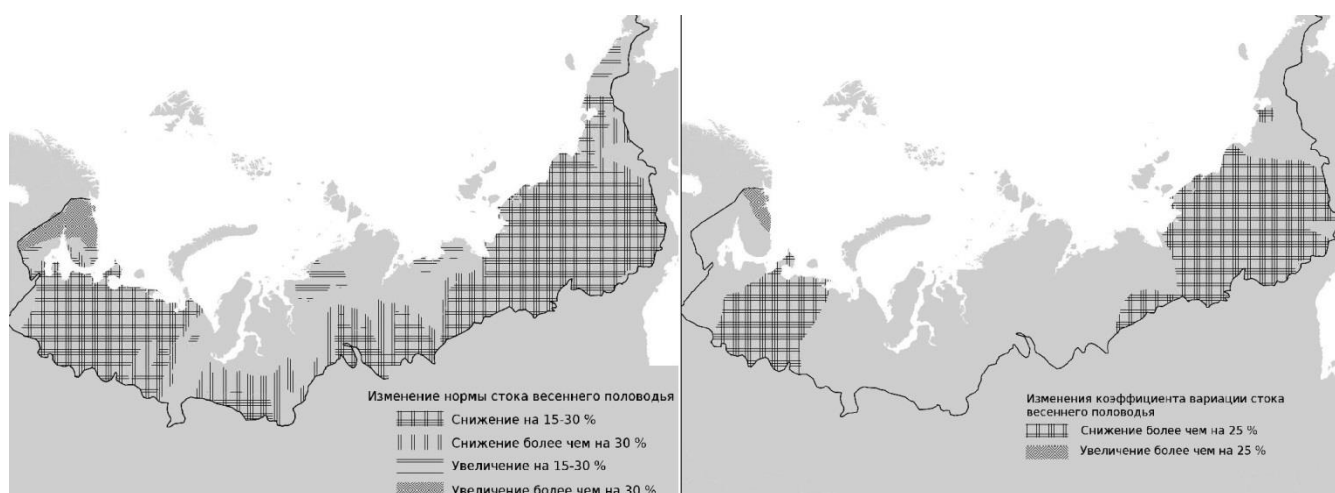 Изменение нормы стока весеннего половодья
Снижение на 15-30 %
Снижение более чем на 30 %
Увеличение на 15-30 %
Увеличение более чем на 30 %
Изменения коэффициента вариации стока
весеннего половодья
Снижение более чем на 25 %
Увеличение более чем на 25 %